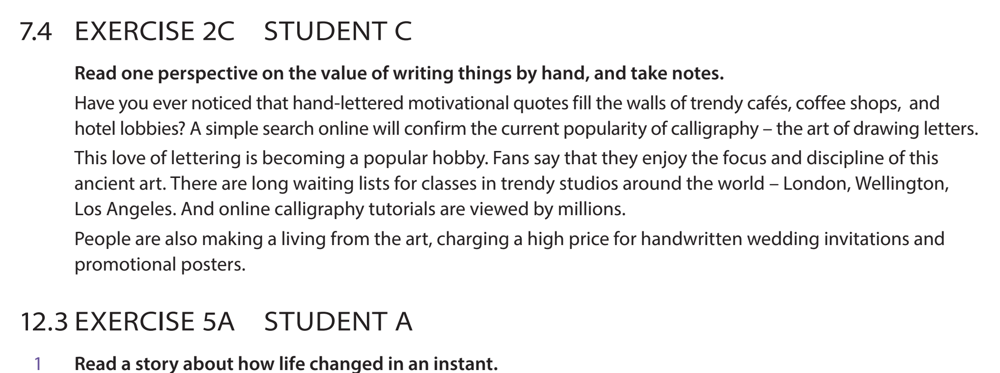 7.4 EXERCISE 2C STUDENT C
Read one perspective on the value of writing things by hand, and take notes.
Have you ever noticed that hand-lettered motivational quotes fill the walls of trendy cafés, coffee shops, and
hotel lobbies? A simple search online will confirm the current popularity of calligraphy – the art of drawing letters.
This love of lettering is becoming a popular hobby. Fans say that they enjoy the focus and discipline of this
ancient art. There are long waiting lists for classes in trendy studios around the world – London, Wellington,
Los Angeles. And online calligraphy tutorials are viewed by millions.
People are also making a living from the art, charging a high price for handwritten wedding invitations and
promotional posters.
12.3 EXERCISE 5A STUDENT A
1 Read a story about how life changed in an instant.